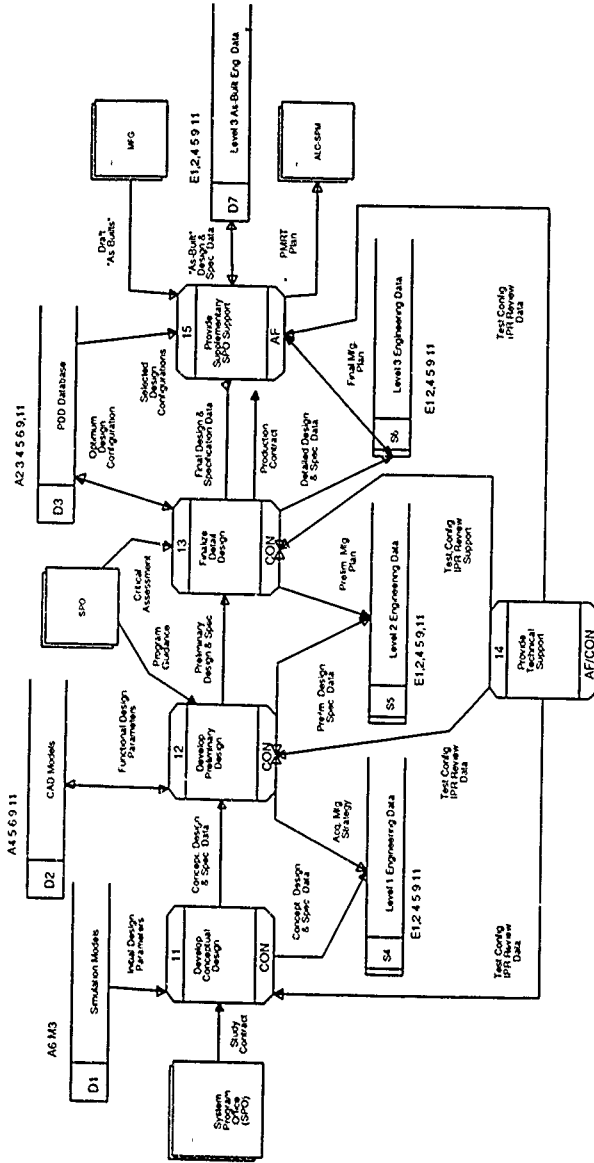 A6 M3
D1
Simulation Models
Initial Design
Parameters
A4 5 6 9 11
D2
CAD Models
Functional Design
Parameters
SPO
Program
Guidance
Critical
Assessment
A2 3 4 5 6 9,11
D3
PDD Database
Optimum
Design
Configuration
Selected
Design
Configurations
MFG
Draft
"As Builts"
E1,2,4 5 9 11
D7
Level 3 As-Built Eng. Data
"As-Built"
Design &
Spec Data
System
Program
Office
(SPO)
Study
Contract
11
Develop
Conceptual
Design
CON
Concept. Design
& Spec Data
12
Develop
Preliminary
Design
CON
Preliminary
Design & Spec
13
Finalize
Detail
Design
CON
Final Design &
Specification Data
Production
Contract
15
Provide
Supplementary
SPO Support
AF
PMRT
Plan
ALC-SPM
Concept Design
& Spec Data
Acq. Mfg
Strategy
S4
Level 1 Engineering Data
E1,2 4 5 9 11
Prelim. Design
Spec Data
Prelim. Mfg
Plan
S5
Level 2 Engineering Data
E1,2,4 5 9,11
Detailed Design
& Spec Data
Final Mfg.
Plan
S6
Level 3 Engineering Data
E1 2,4 5 9 11
Test Config
IPR Review
Data
Test Config
IPR Review
Data
Test Config
IPR Review
Support
Test Config
IPR Review
Data
14
Provide
Technical
Support
AF/CON